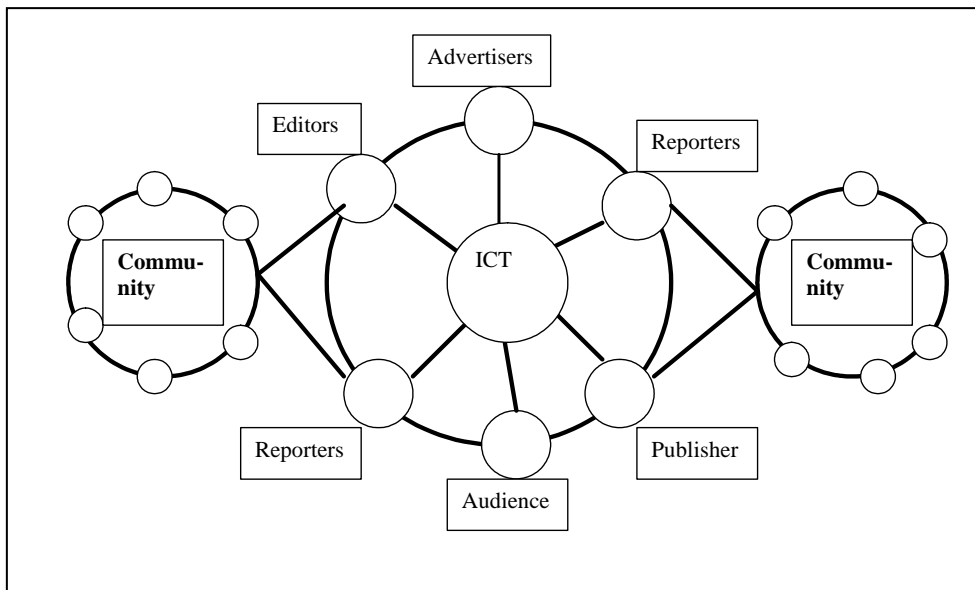 Advertisers
Editors
Reporters
Commu-
nity
ICT
Commu-
nity
Reporters
Publisher
Audience